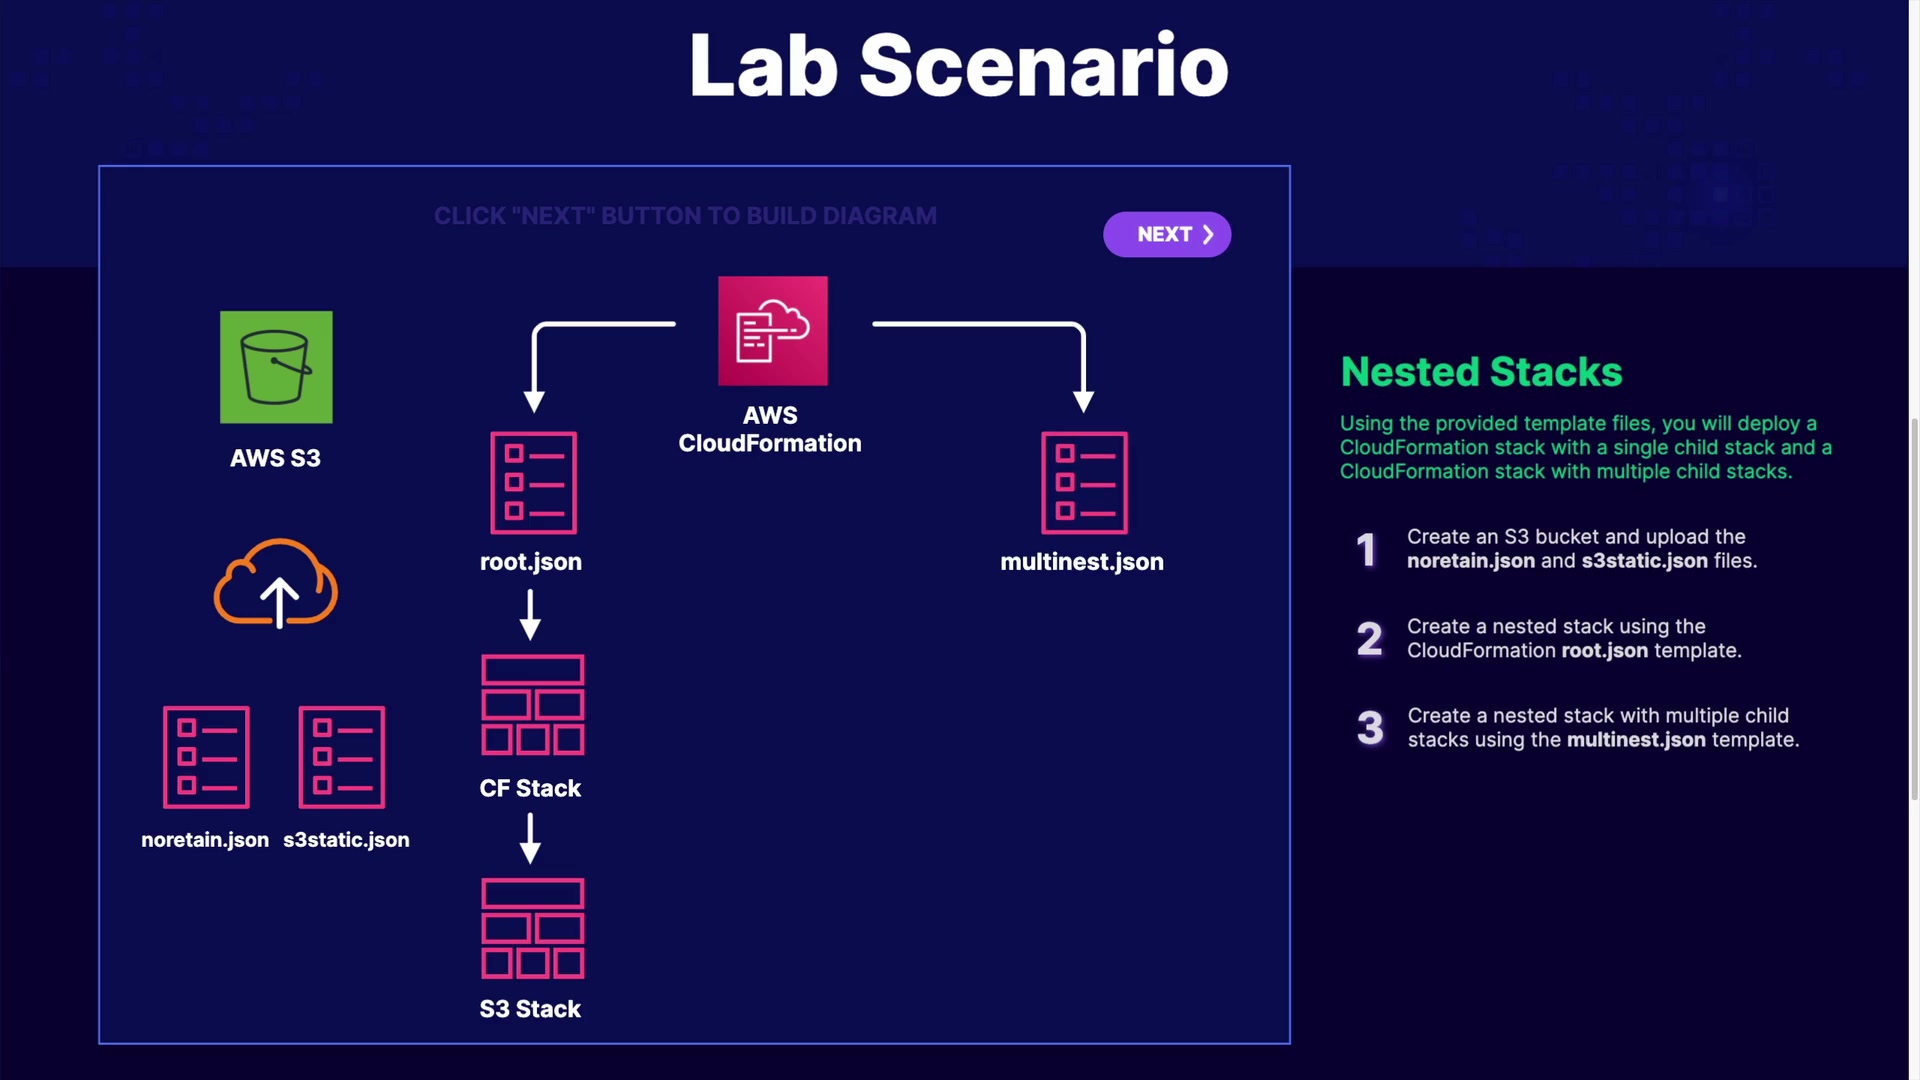 Lab Scenario
CLICK "NEXT" BUTTON TO BUILD DIAGRAM
NEXT
AWS S3
AWS
CloudFormation
root.json
multinest.json
CF Stack
noretain.json
s3static.json
S3 Stack
Nested Stacks
Using the provided template files, you will deploy a
CloudFormation stack with a single child stack and a
CloudFormation stack with multiple child stacks.
1
Create an S3 bucket and upload the
noretain.json and s3static.json files.
2
Create a nested stack using the
CloudFormation root.json template.
3
Create a nested stack with multiple child
stacks using the multinest.json template.